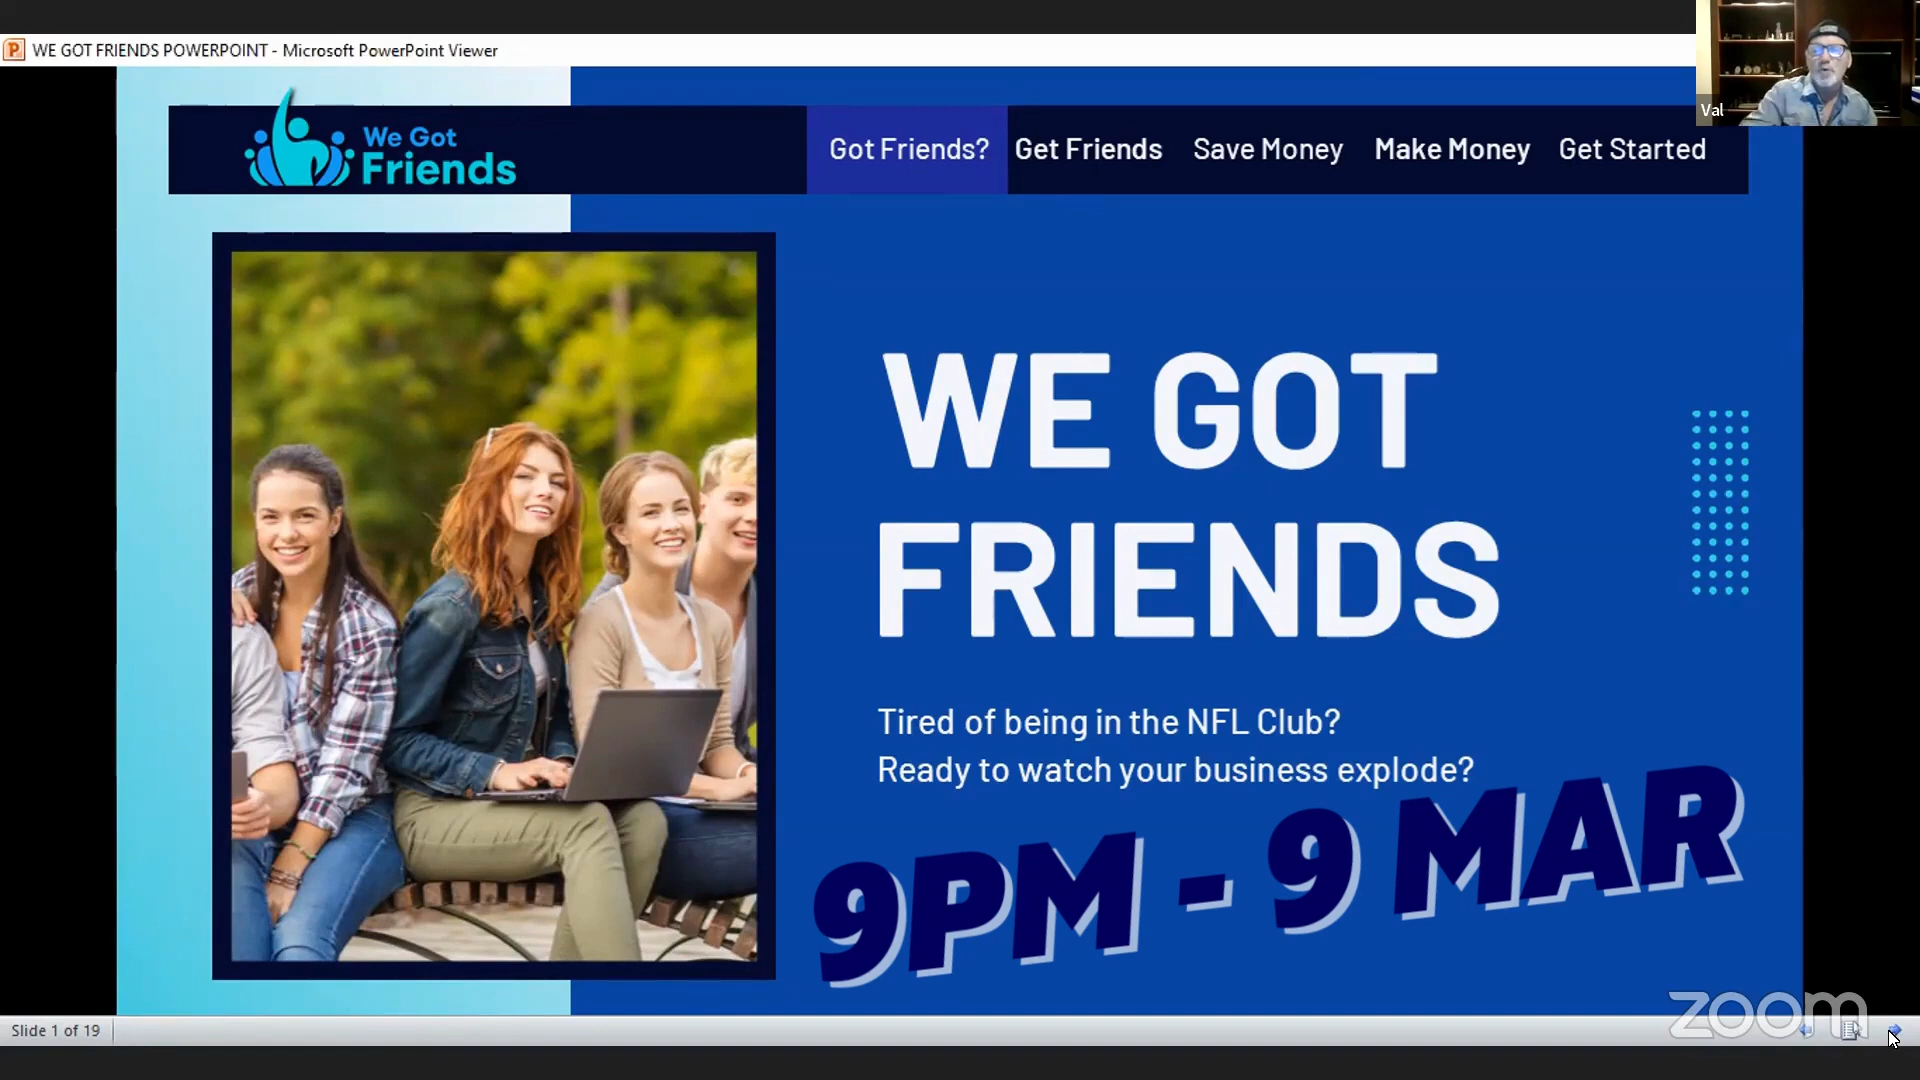 WE GOT FRIENDS POWERPOINT - Microsoft PowerPoint Viewer
Val
We Got
Friends
Got Friends? Get Friends Save Money Make Money Get Started
WE GOT
FRIENDS
Tired of being in the NFL Club?
Ready to watch your business explode?
9PM - 9 MAR
zoom
Slide 1 of 19